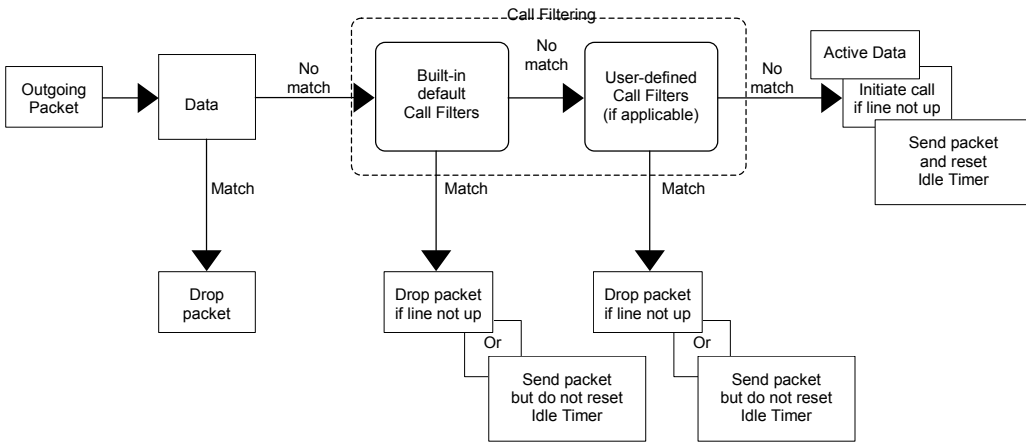 Call Filtering
Outgoing
Packet
Data
No
match
Built-in
default
Call Filters
No
match
User-defined
Call Filters
(if applicable)
No
match
Active Data
Initiate call
if line not up
Send packet
and reset
Idle Timer
Match
Match
Match
Drop
packet
Drop packet
if line not up
Or
Send packet
but do not reset
Idle Timer
Drop packet
if line not up
Or
Send packet
but do not reset
Idle Timer